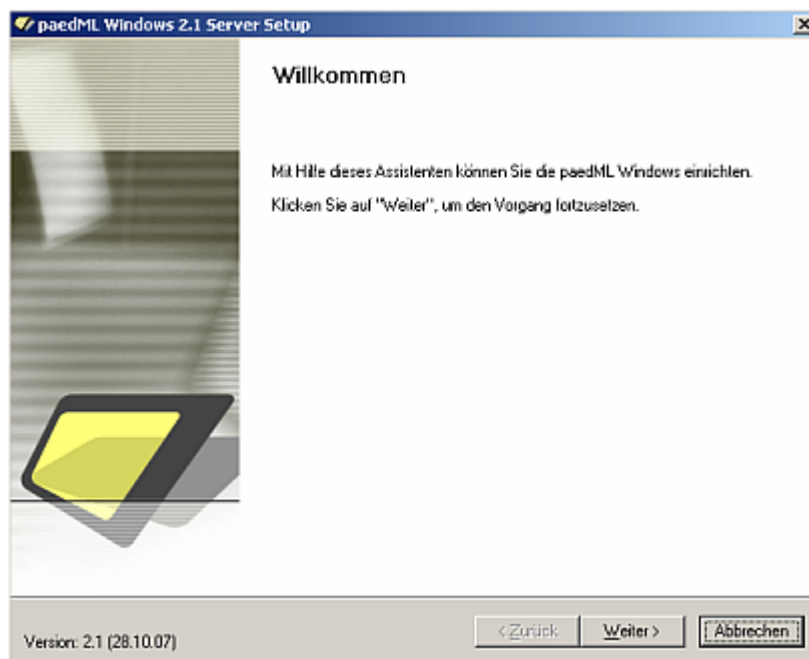 paedML Windows 2.1 Server Setup
Willkommen
Mit Hilfe dieses Assistenten können Sie die paedML Windows einrichten.
Klicken Sie auf "Weiter", um den Vorgang fortzusetzen.
Version: 2.1 (28.10.07)
< Zurück
Weiter >
Abbrechen